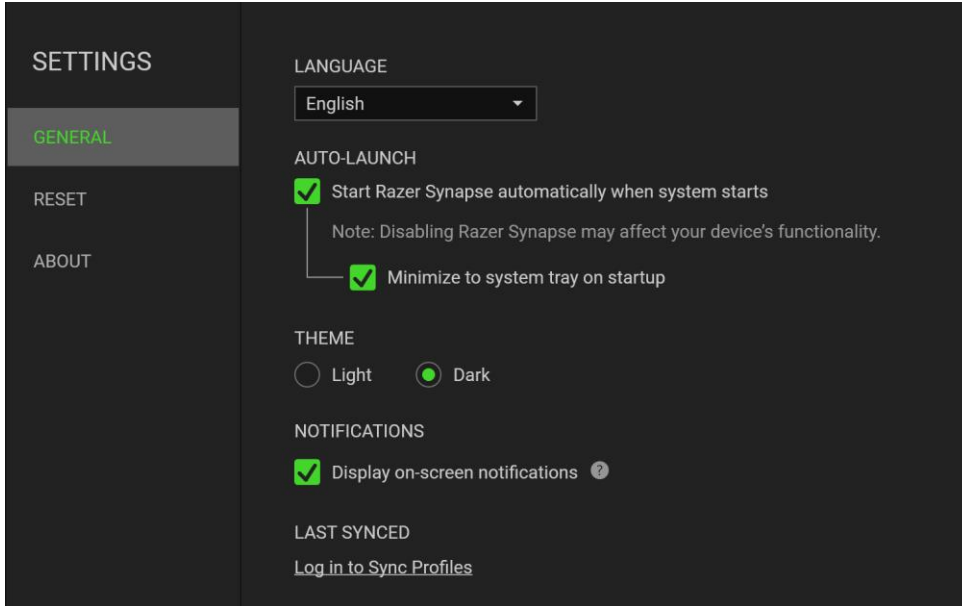 SETTINGS
GENERAL
RESET
ABOUT
LANGUAGE
English
AUTO-LAUNCH
Start Razer Synapse automatically when system starts
Note: Disabling Razer Synapse may affect your device’s functionality.
Minimize to system tray on startup
THEME
Light Dark
NOTIFICATIONS
Display on-screen notifications ?
LAST SYNCED
Log in to Sync Profiles